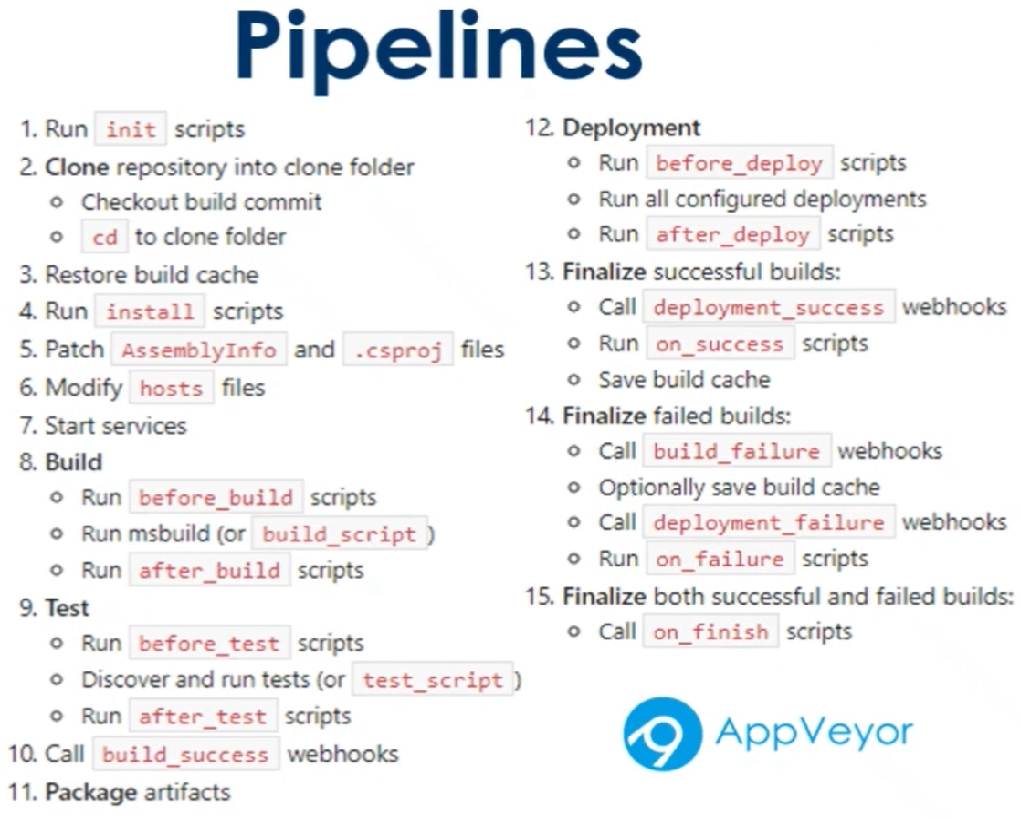 Pipelines
1. Run init scripts
2. Clone repository into clone folder
Checkout build commit
cd to clone folder
3. Restore build cache
4. Run install scripts
5. Patch AssemblyInfo and .csproj files
6. Modify hosts files
7. Start services
8. Build
Run before_build scripts
Run msbuild (or build_script)
Run after_build scripts
9. Test
Run before_test scripts
Discover and run tests (or test_script)
Run after_test scripts
10. Call build_success webhooks
11. Package artifacts
12. Deployment
Run before_deploy scripts
Run all configured deployments
Run after_deploy scripts
13. Finalize successful builds:
Call deployment_success webhooks
Run on_success scripts
Save build cache
14. Finalize failed builds:
Call build_failure webhooks
Optionally save build cache
Call deployment_failure webhooks
Run on_failure scripts
15. Finalize both successful and failed builds:
Call on_finish scripts
AppVeyor